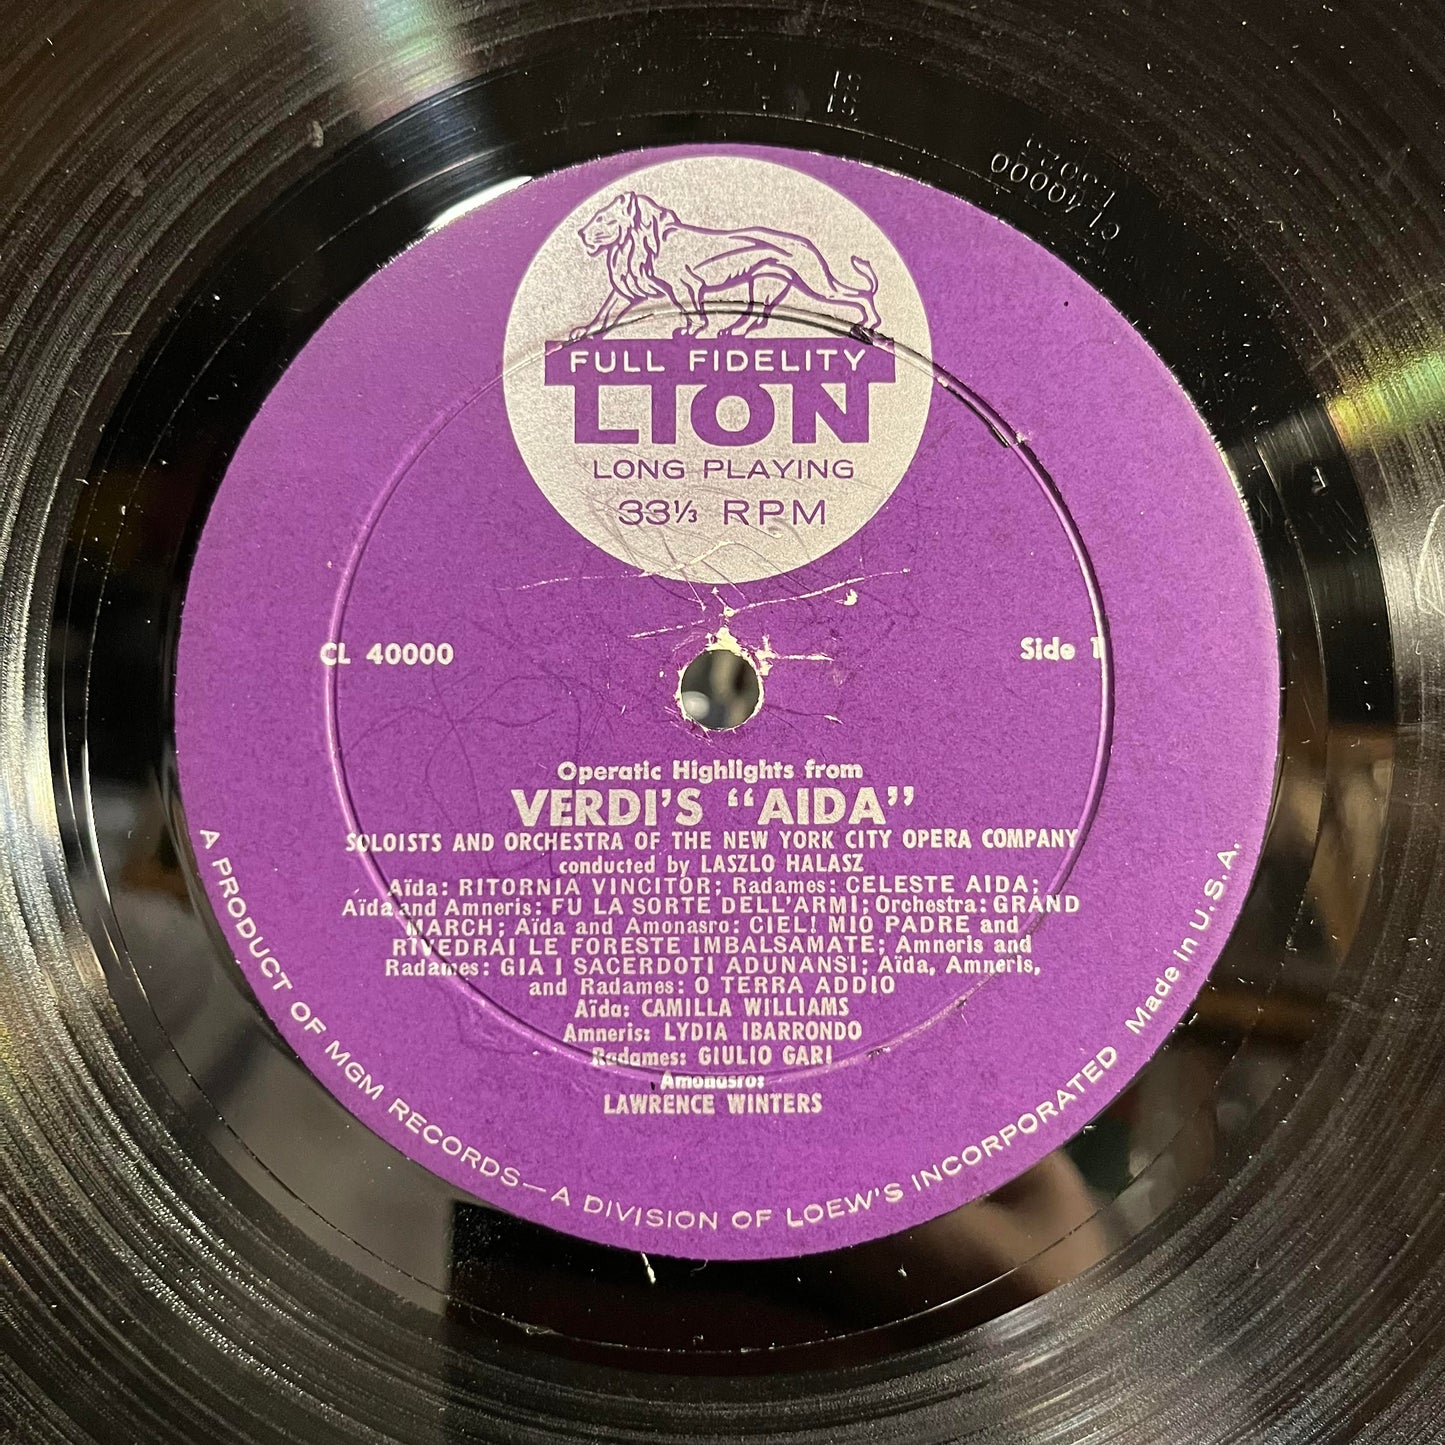 FULL FIDELITY
LION
LONG PLAYING
33⅓ RPM
CL 40000
Side 1
Operatic Highlights from
VERDI'S “AIDA”
SOLOISTS AND ORCHESTRA OF THE NEW YORK CITY OPERA COMPANY
conducted by LASZLO HALASZ
Aïda: RITORNIA VINCITOR; Radames: CELESTE AIDA;
Aïda and Amneris: FU LA SORTE DELL'ARMI; Orchestra: GRAND
MARCH; Aïda and Amonasro: CIEL! MIO PADRE and
RIVEDRAI LE FORESTE IMBALSAMATE; Amneris and
Radames: GIA I SACERDOTI ADUNANSI; Aïda, Amneris,
and Radames: O TERRA ADDIO
Aïda: CAMILLA WILLIAMS
Amneris: LYDIA IBARRONDO
Radames: GIULIO GARI
Amonasro:
LAWRENCE WINTERS
A PRODUCT OF MGM RECORDS—A DIVISION OF LOEW'S INCORPORATED Made in U.S.A.
CL40000